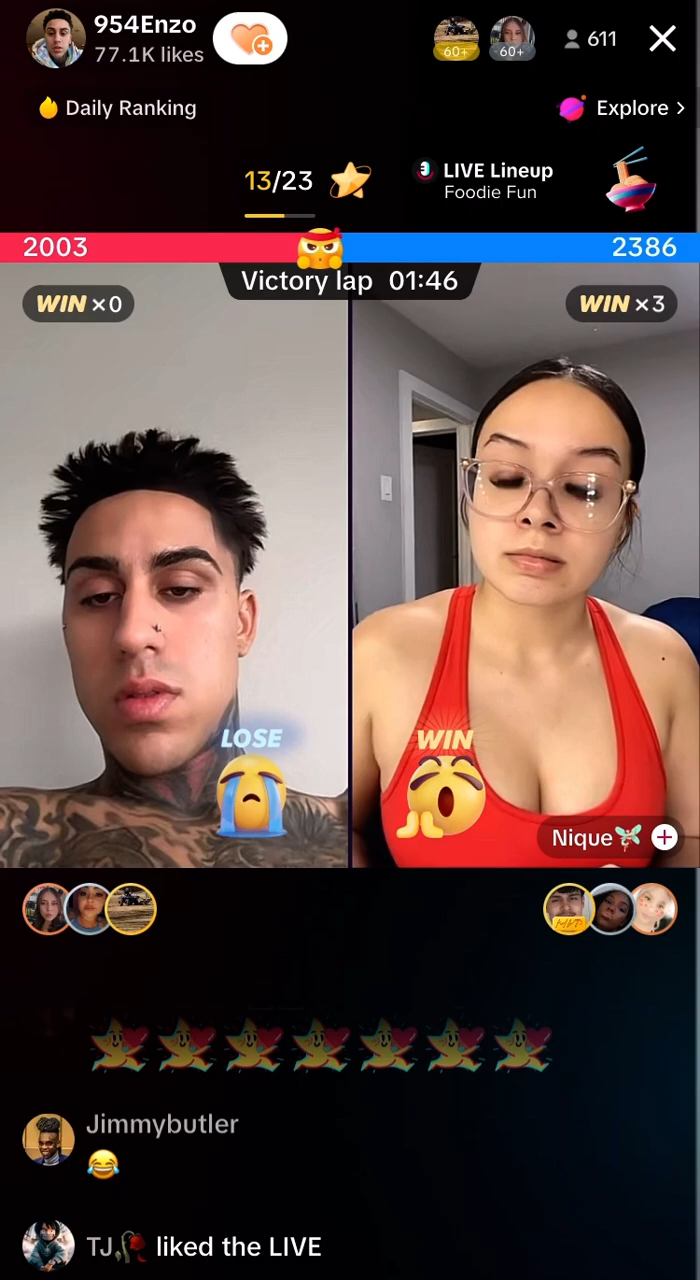 954Enzo
77.1K likes
60+
60+
611
Daily Ranking
Explore >
13/23
LIVE Lineup
Foodie Fun
2003
2386
Victory lap 01:46
WIN ×0
WIN ×3
LOSE
WIN
Nique
Jimmybutler
TJ
liked the LIVE